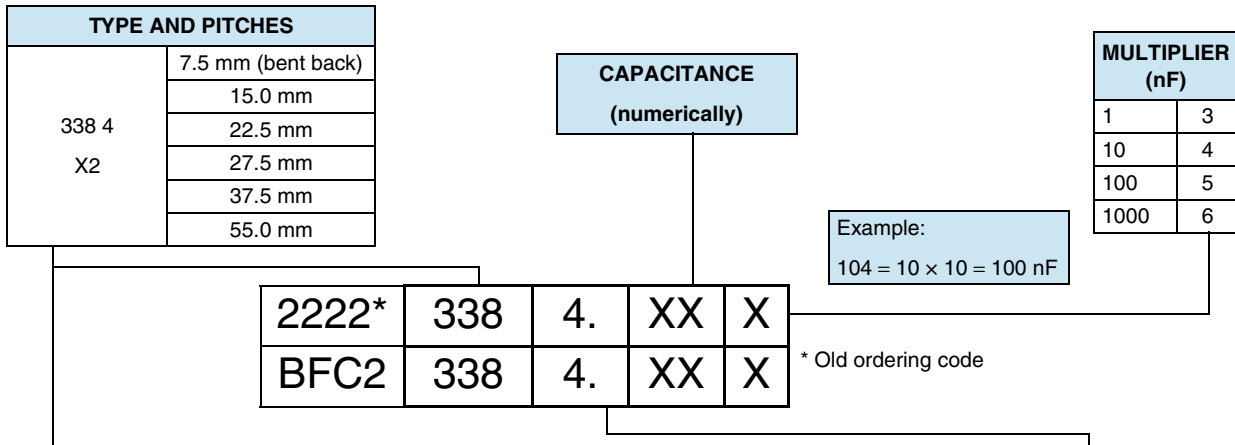 TYPE AND PITCHES
338 4
X2
7.5 mm (bent back)
15.0 mm
22.5 mm
27.5 mm
37.5 mm
55.0 mm
CAPACITANCE
(numerically)
MULTIPLIER
(nF)
1 3
10 4
100 5
1000 6
Example:
104 = 10 × 10 = 100 nF
2222* 338 4. XX X
BFC2 338 4. XX X
* Old ordering code